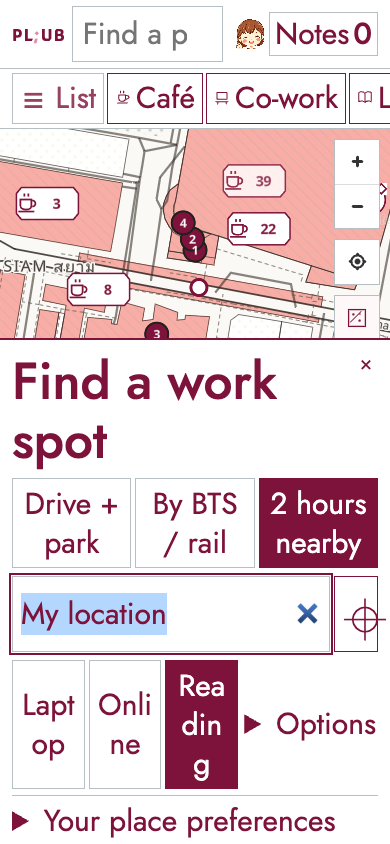 PL;UB
Find a p
Notes 0
≡ List
Café
Co-work
L
39
3
4
22
2
1
SIAM-สยาม
8
3
+
−
Find a work
spot
×
Drive +
park
By BTS
/ rail
2 hours
nearby
My location
Lapt
op
Onli
ne
Rea
din
g
▶ Options
▶ Your place preferences